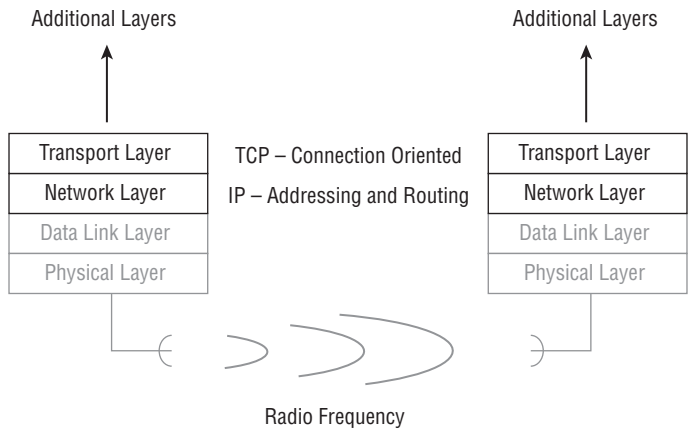 Additional Layers
Additional Layers
Transport Layer
TCP – Connection Oriented
Transport Layer
Network Layer
IP – Addressing and Routing
Network Layer
Data Link Layer
Data Link Layer
Physical Layer
Physical Layer
Radio Frequency